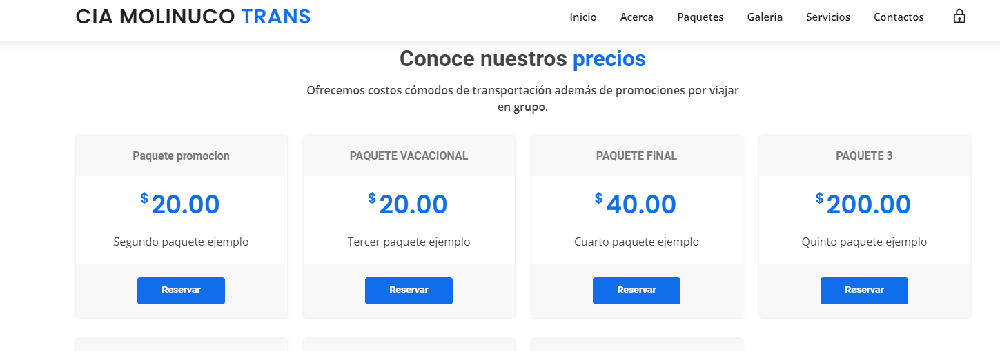 CIA MOLINUCO TRANS
Inicio Acerca Paquetes Galeria Servicios Contactos
Conoce nuestros precios
Ofrecemos costos cómodos de transportación además de promociones por viajar
en grupo.
Paquete promocion
$20.00
Segundo paquete ejemplo
Reservar
PAQUETE VACACIONAL
$20.00
Tercer paquete ejemplo
Reservar
PAQUETE FINAL
$40.00
Cuarto paquete ejemplo
Reservar
PAQUETE 3
$200.00
Quinto paquete ejemplo
Reservar